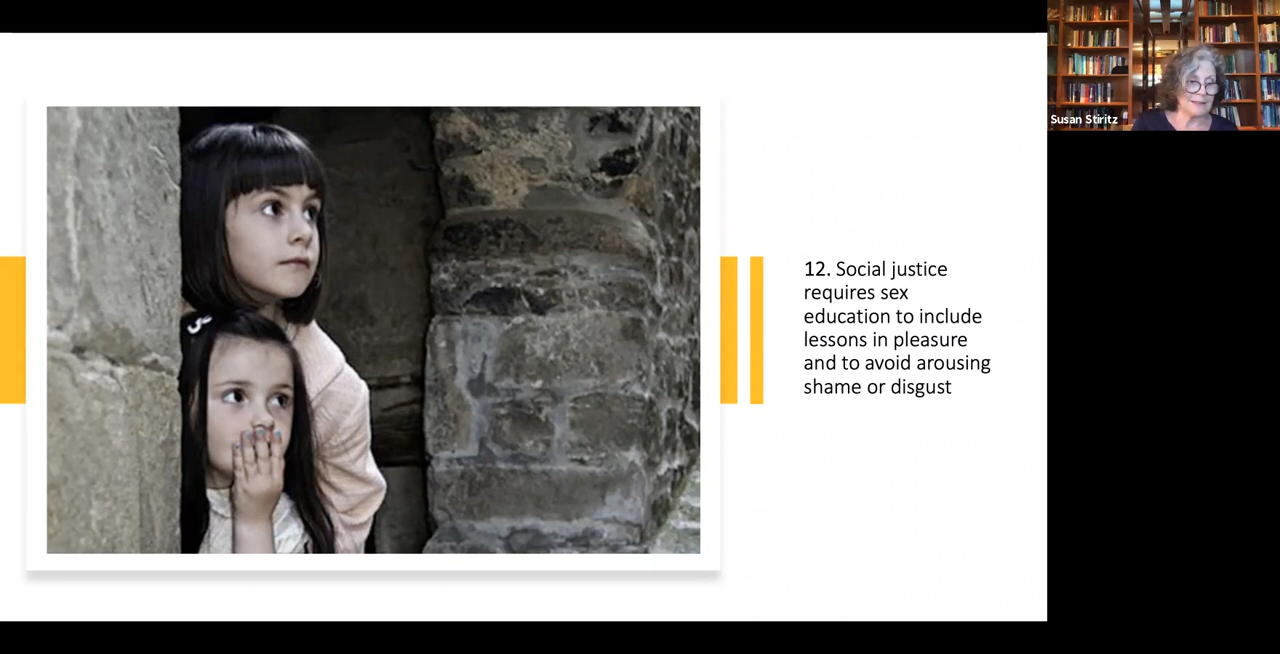 Susan Stiritz
12. Social justice
requires sex
education to include
lessons in pleasure
and to avoid arousing
shame or disgust